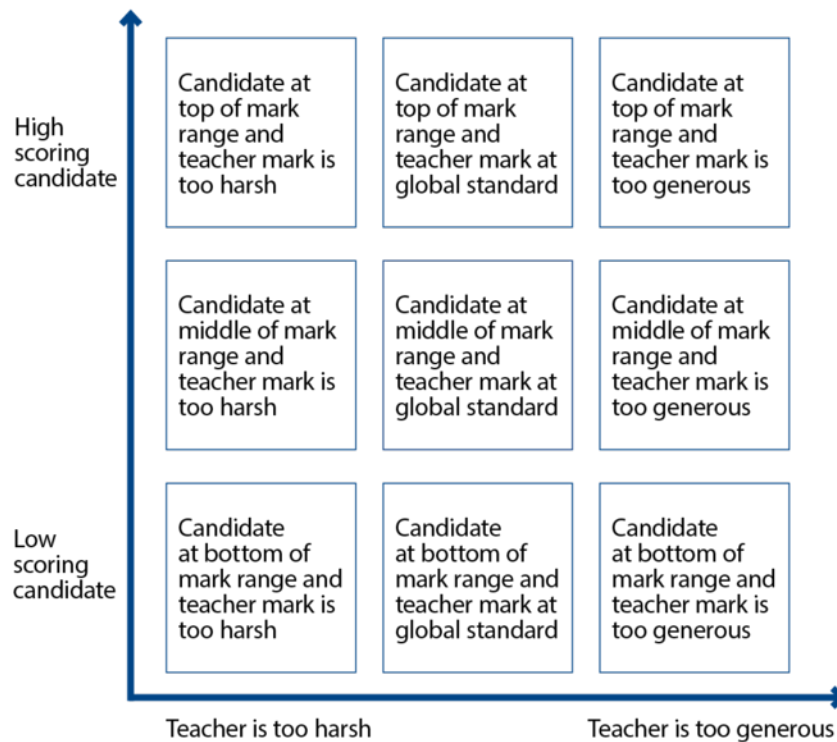 High
scoring
candidate
Candidate at
top of mark
range and
teacher mark is
too harsh
Candidate at
top of mark
range and
teacher mark at
global standard
Candidate at
top of mark
range and
teacher mark is
too generous
Candidate at
middle of mark
range and
teacher mark is
too harsh
Candidate at
middle of mark
range and
teacher mark at
global standard
Candidate at
middle of mark
range and
teacher mark is
too generous
Low
scoring
candidate
Candidate
at bottom of
mark range and
teacher mark is
too harsh
Candidate
at bottom of
mark range and
teacher mark at
global standard
Candidate
at bottom of
mark range and
teacher mark is
too generous
Teacher is too harsh
Teacher is too generous